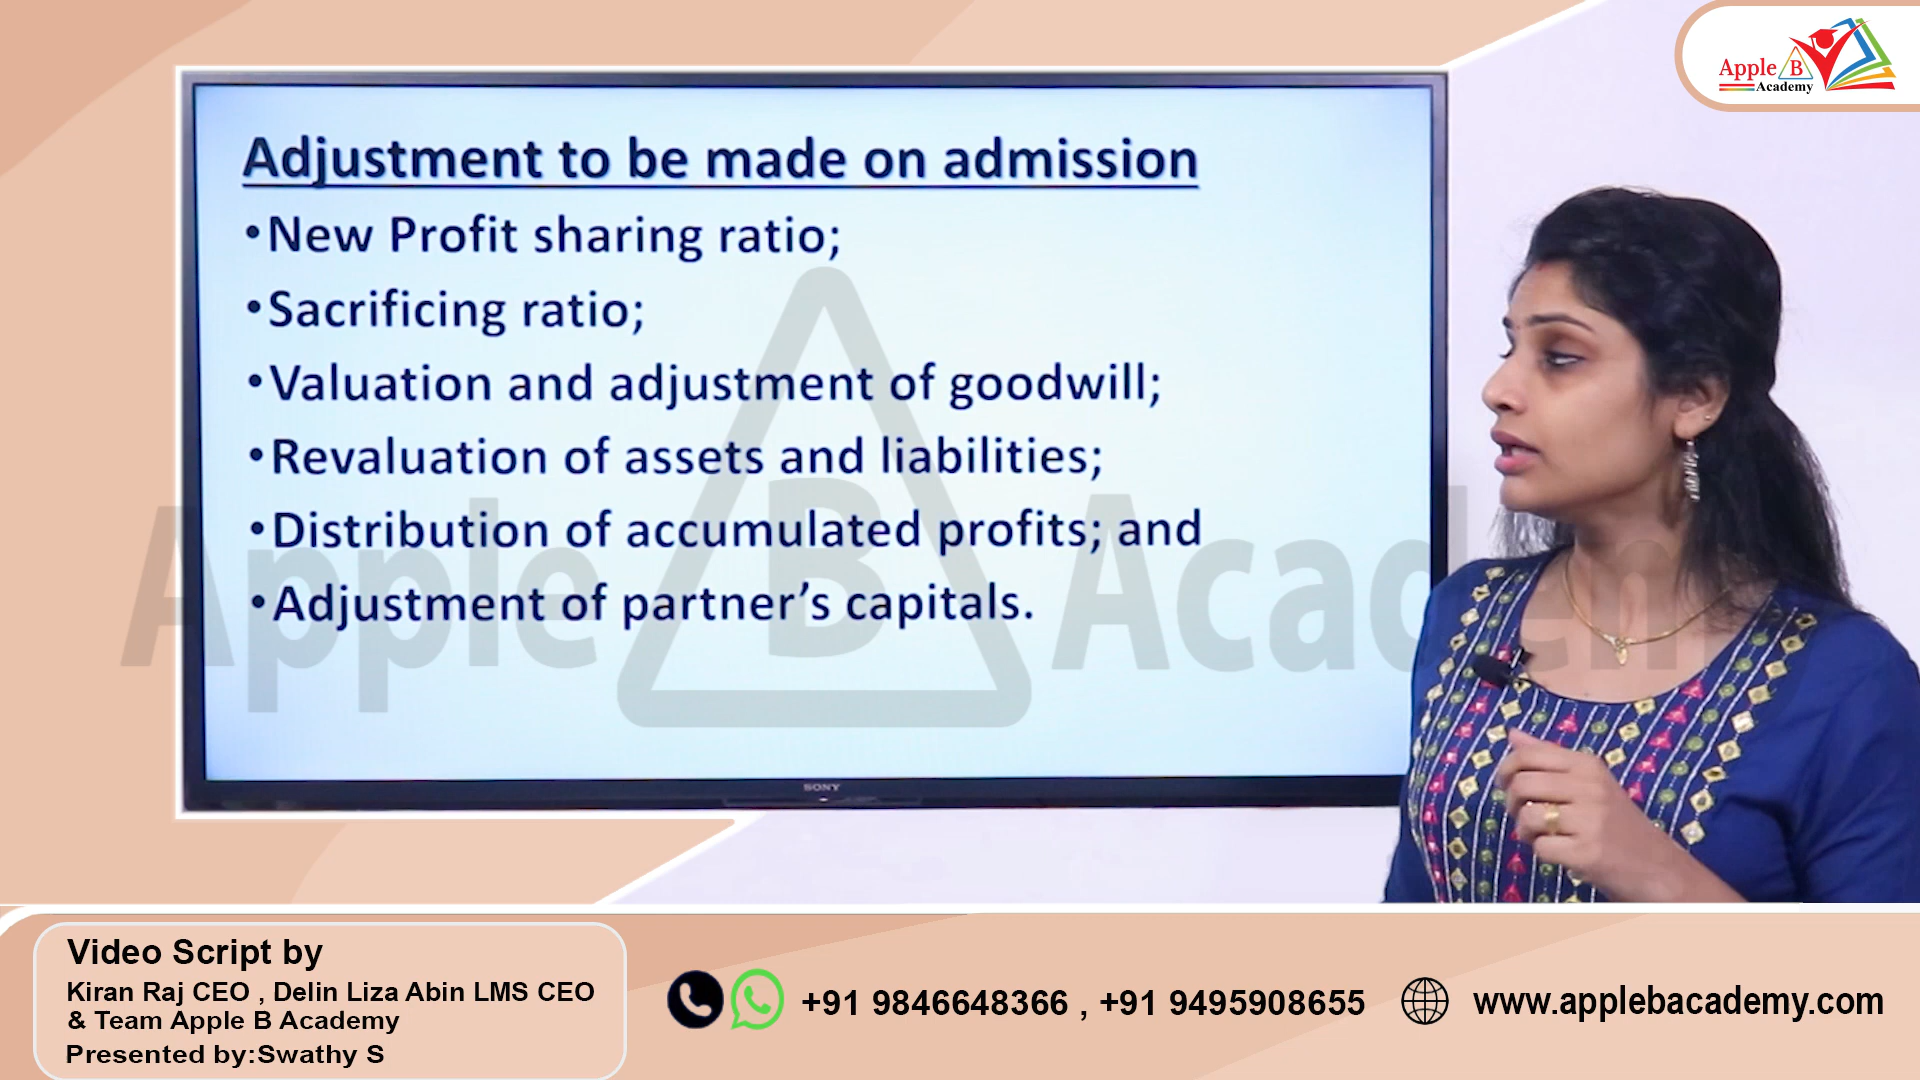 Apple B
Academy
Adjustment to be made on admission
•New Profit sharing ratio;
•Sacrificing ratio;
•Valuation and adjustment of goodwill;
•Revaluation of assets and liabilities;
•Distribution of accumulated profits; and
•Adjustment of partner’s capitals.
Apple B Academy
SONY
Video Script by
Kiran Raj CEO , Delin Liza Abin LMS CEO
& Team Apple B Academy
Presented by:Swathy S
+91 9846648366 , +91 9495908655
www.applebacademy.com